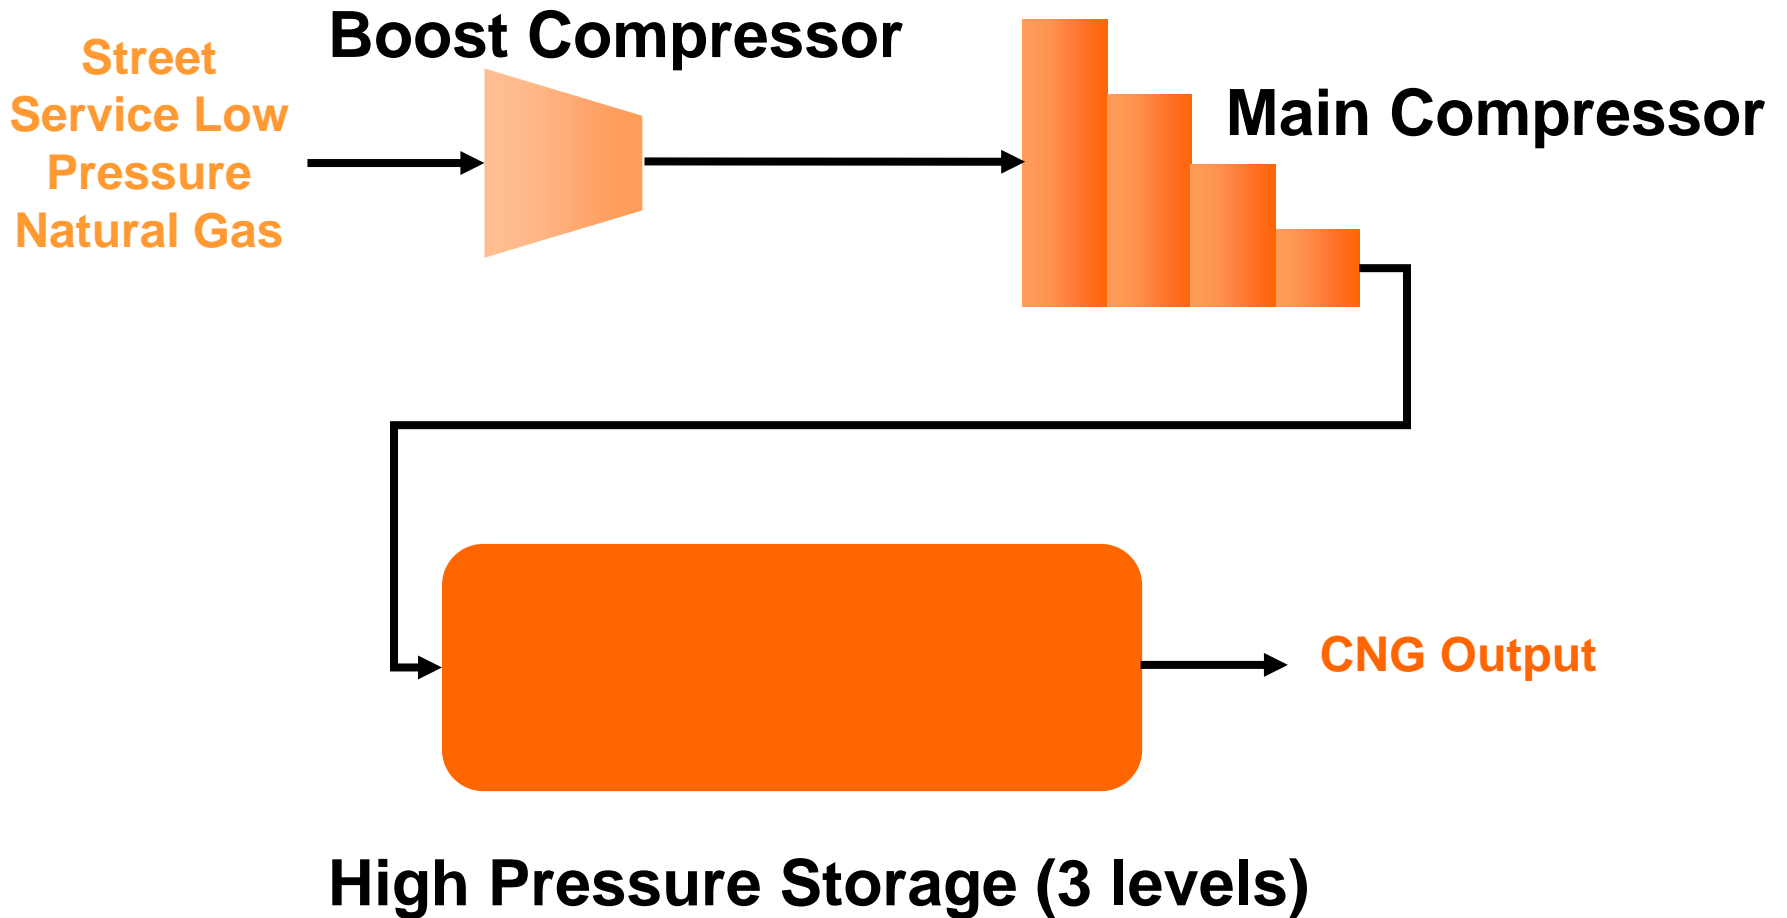 Boost Compressor
Street
Service Low
Pressure
Natural Gas
Main Compressor
CNG Output
High Pressure Storage (3 levels)